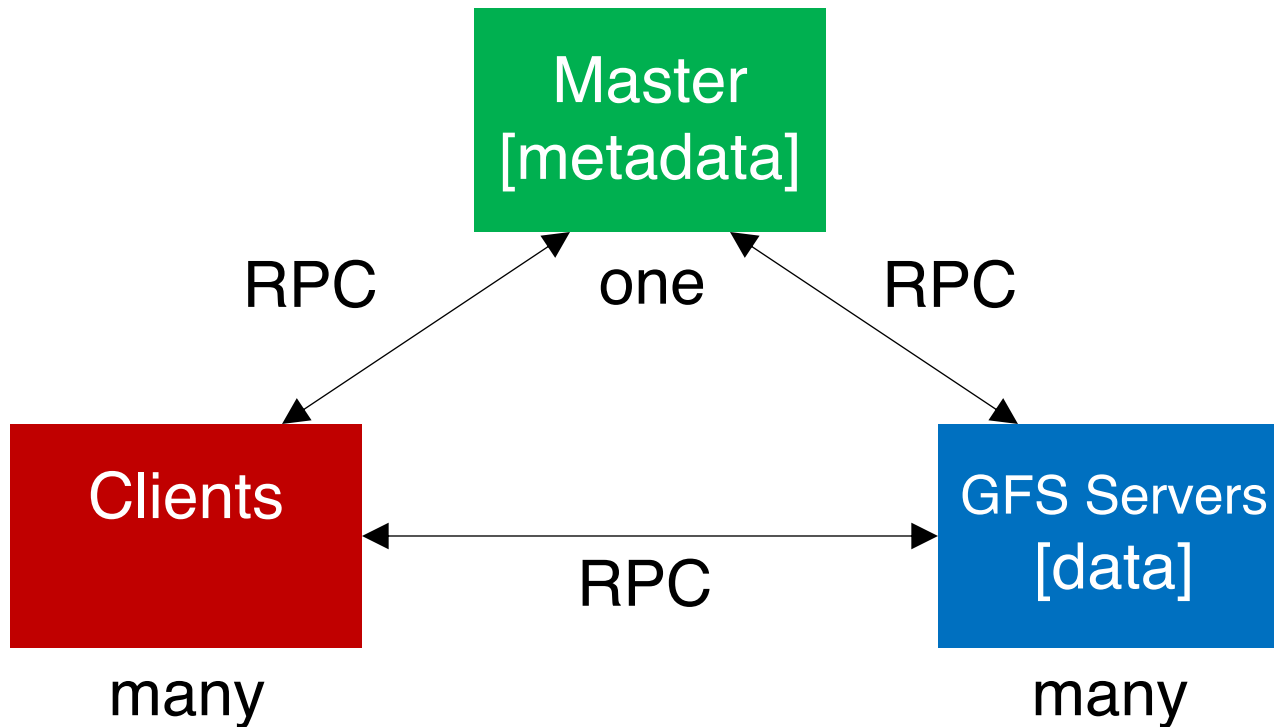 Master
[metadata]
RPC
one
RPC
Clients
GFS Servers
[data]
RPC
many
many